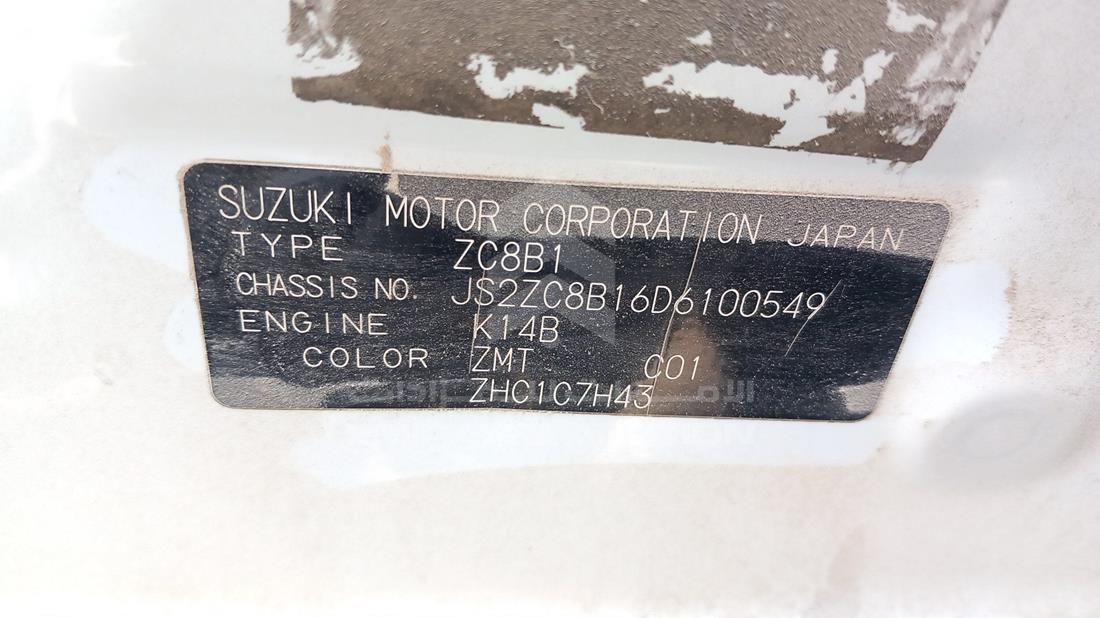 SUZUKI MOTOR CORPORATION JAPAN
TYPE ZC8B1
CHASSIS NO. JS2ZC8B16D6100549
ENGINE K14B
COLOR ZMT C01
ZHC1C7H43